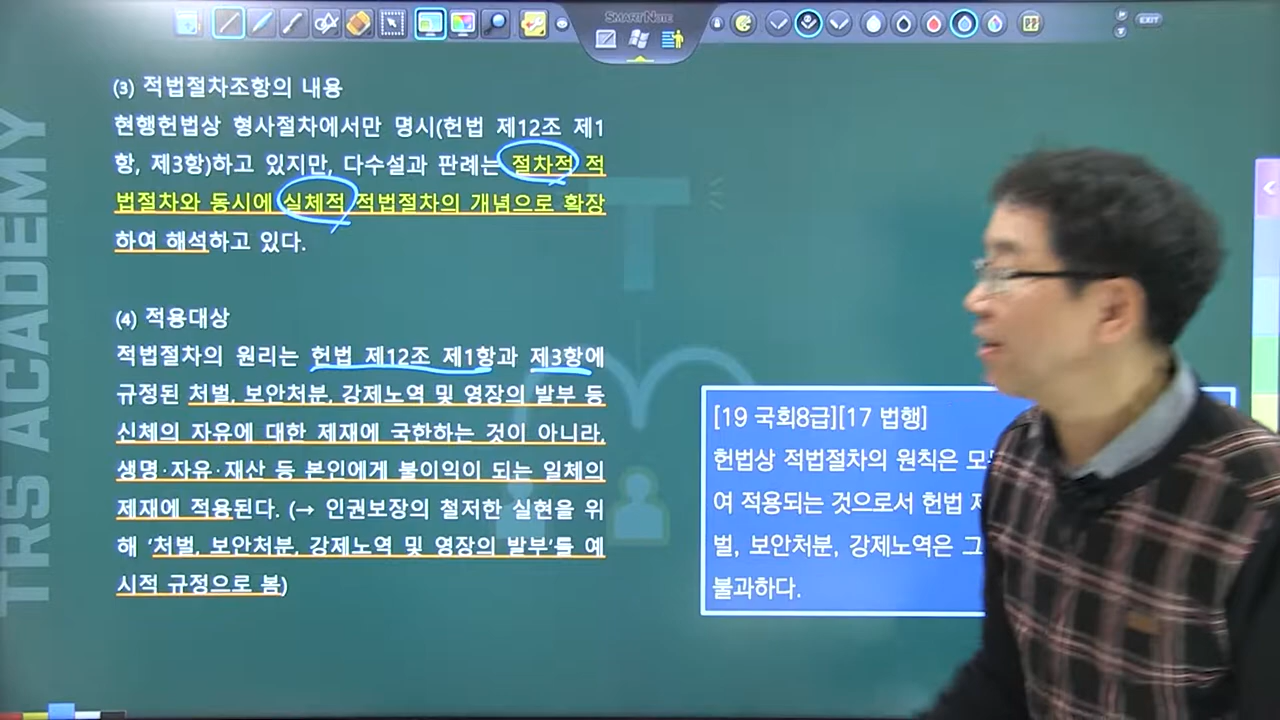 SMARTNOTE
EXIT
TRS ACADEMY
(3) 적법절차조항의 내용
현행헌법상 형사절차에서만 명시(헌법 제12조 제1
항, 제3항)하고 있지만, 다수설과 판례는 절차적 적
법절차와 동시에 실체적 적법절차의 개념으로 확장
하여 해석하고 있다.
(4) 적용대상
적법절차의 원리는 헌법 제12조 제1항과 제3항에
규정된 처벌, 보안처분, 강제노역 및 영장의 발부 등
신체의 자유에 대한 제재에 국한하는 것이 아니라,
생명·자유·재산 등 본인에게 불이익이 되는 일체의
제재에 적용된다. (→ 인권보장의 철저한 실현을 위
해 ‘처벌, 보안처분, 강제노역 및 영장의 발부’를 예
시적 규정으로 봄)
[19 국회8급][17 법행]
헌법상 적법절차의 원칙은
여 적용되는 것으로서 헌법
벌, 보안처분, 강제노역은 그
불과하다.